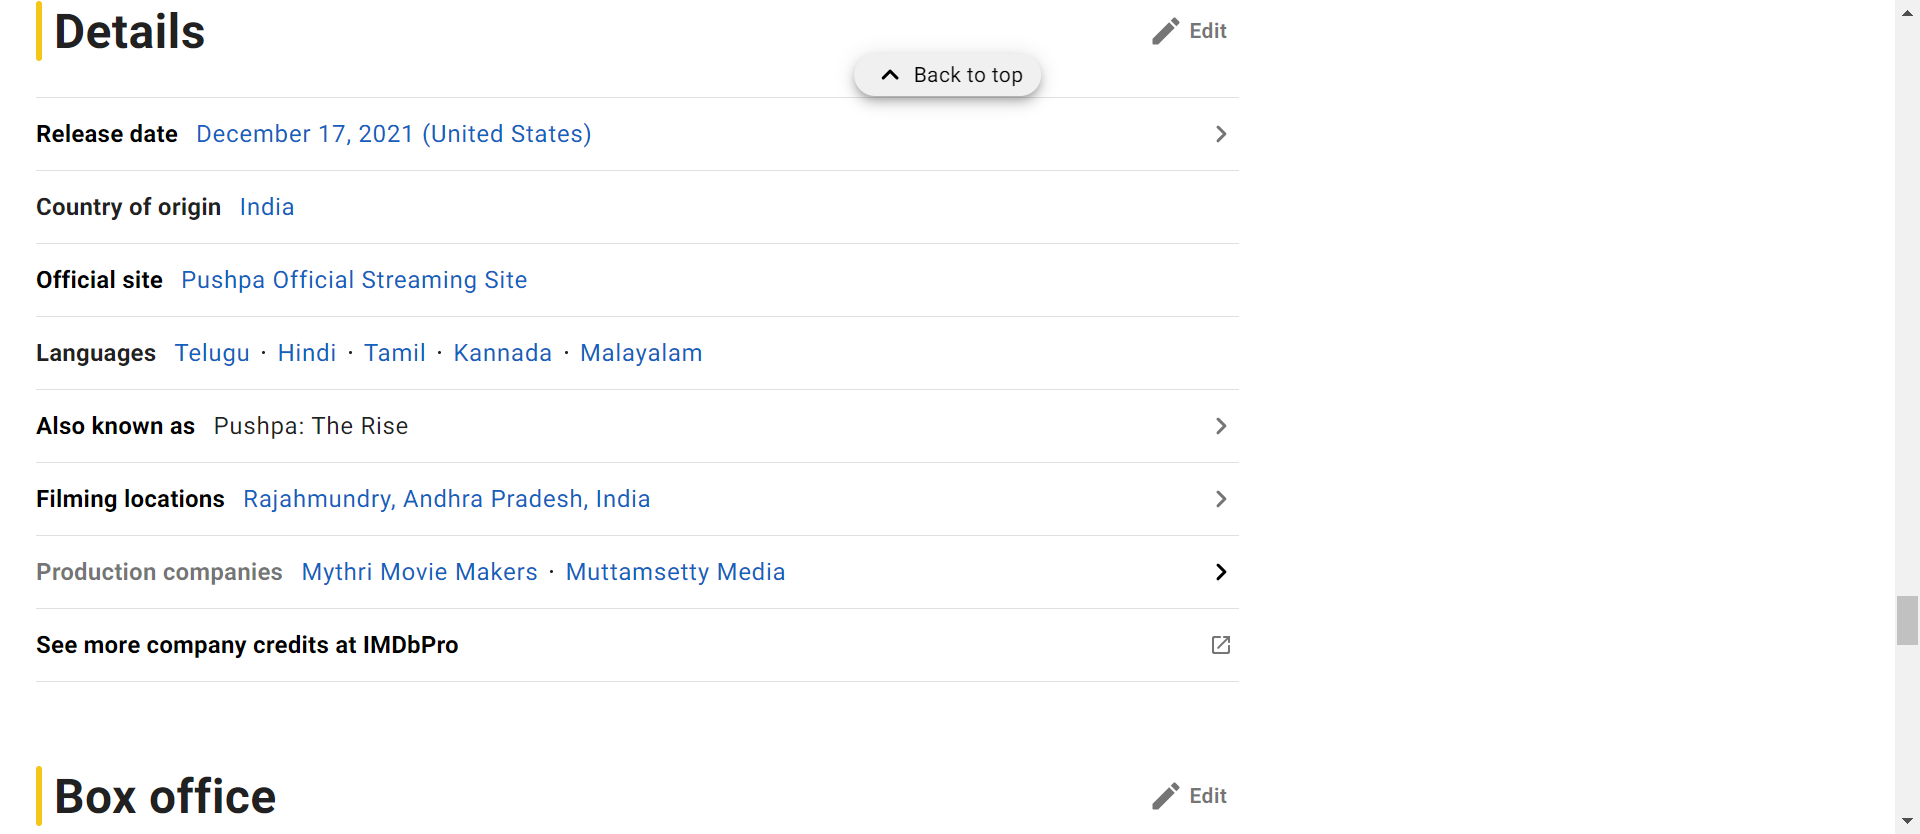 Details
Edit
Back to top
Release date December 17, 2021 (United States)
Country of origin India
Official site Pushpa Official Streaming Site
Languages Telugu · Hindi · Tamil · Kannada · Malayalam
Also known as Pushpa: The Rise
Filming locations Rajahmundry, Andhra Pradesh, India
Production companies Mythri Movie Makers · Muttamsetty Media
See more company credits at IMDbPro
Box office
Edit